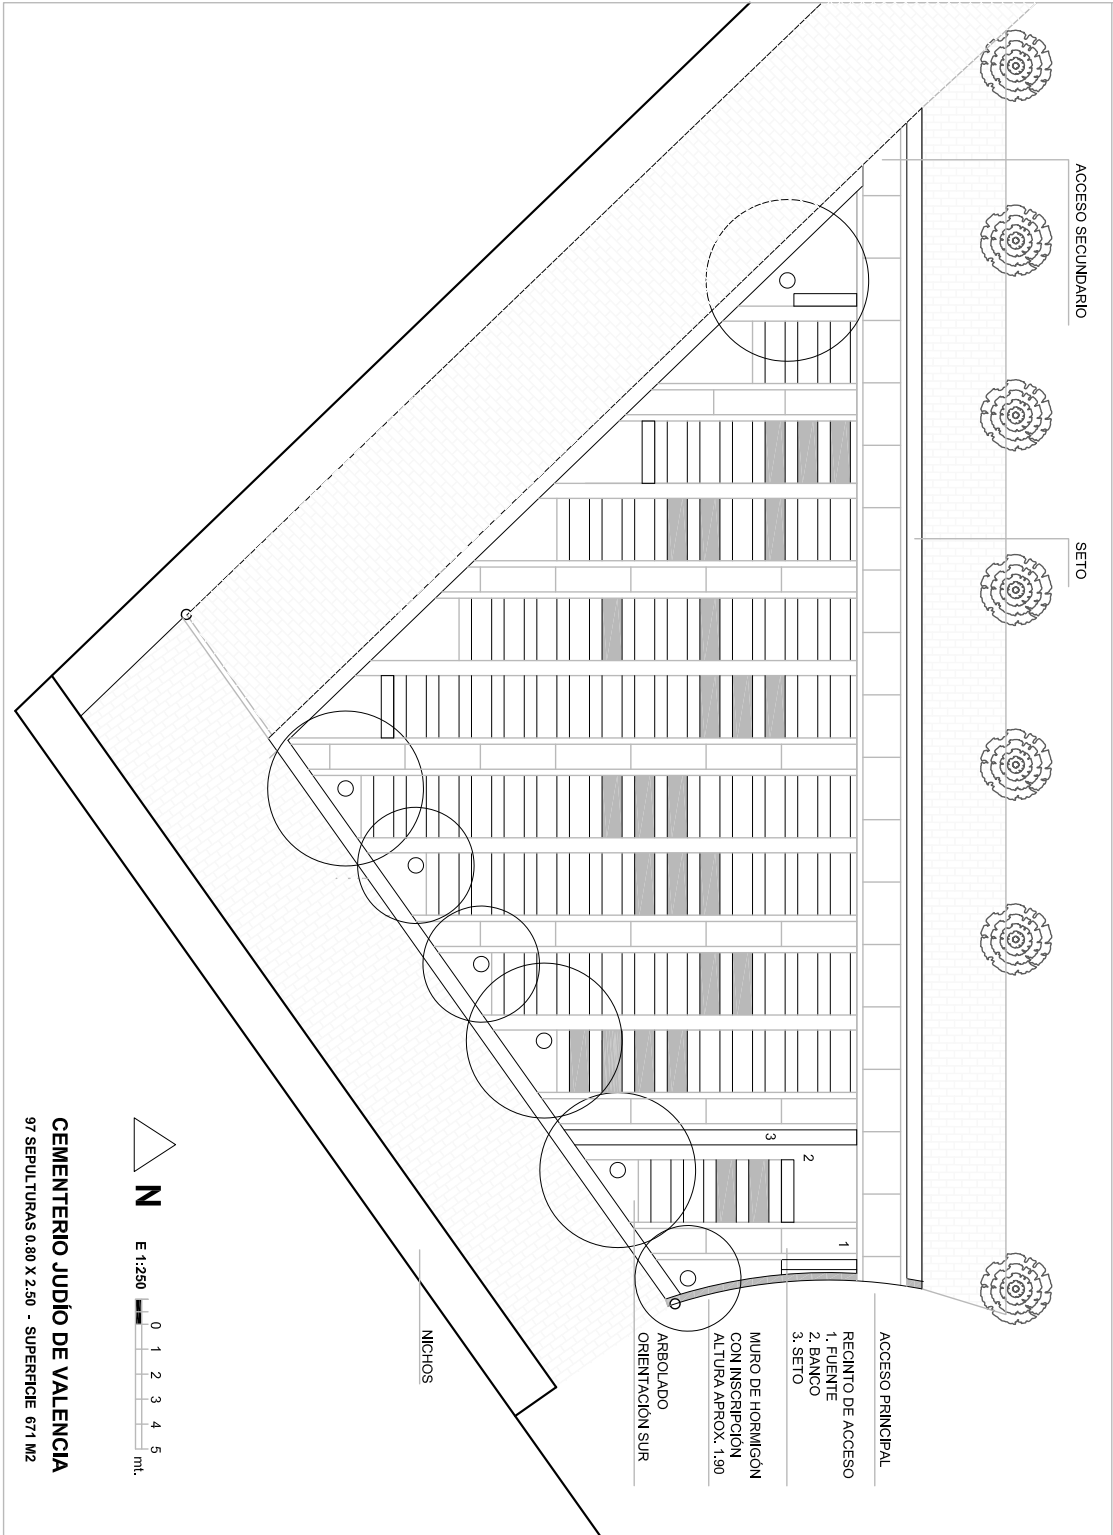 ACCESO SECUNDARIO
SETO
ACCESO PRINCIPAL
RECINTO DE ACCESO
1. FUENTE
2. BANCO
3. SETO
MURO DE HORMIGÓN
CON INSCRIPCIÓN
ALTURA APROX. 1.90
ARBOLADO
ORIENTACIÓN SUR
3
2
1
NICHOS
N
E 1:250
0 1 2 3 4 5 mt.
CEMENTERIO JUDÍO DE VALENCIA
97 SEPULTURAS 0.80 X 2.50 - SUPERFICIE 671 M2